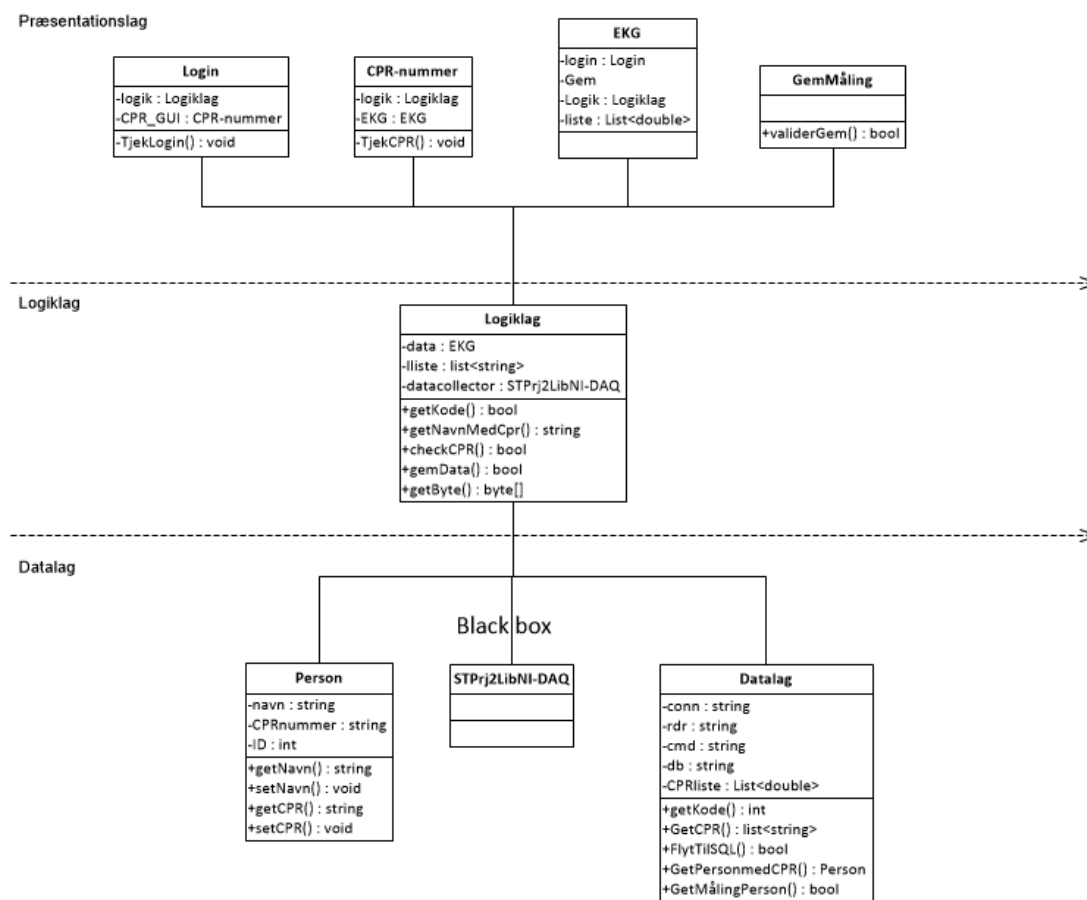 Præsentationslag
Login
-logik : Logiklag
-CPR_GUI : CPR-nummer
-TjekLogin() : void
CPR-nummer
-logik : Logiklag
-EKG : EKG
-TjekCPR() : void
EKG
-login : Login
-Gem
-Logik : Logiklag
-liste : List<double>
GemMåling
+validerGem() : bool
Logiklag
Logiklag
-data : EKG
-lliste : list<string>
-datacollector : STPrj2LibNI-DAQ
+getKode() : bool
+getNavnMedCpr() : string
+checkCPR() : bool
+gemData() : bool
+getByte() : byte[]
Datalag
Black box
Person
-navn : string
-CPRnummer : string
-ID : int
+getNavn() : string
+setNavn() : void
+getCPR() : string
+setCPR() : void
STPrj2LibNI-DAQ
Datalag
-conn : string
-rdr : string
-cmd : string
-db : string
-CPRliste : List<double>
+getKode() : int
+GetCPR() : list<string>
+FlytTilSQL() : bool
+GetPersonmedCPR() : Person
+GetMålingPerson() : bool